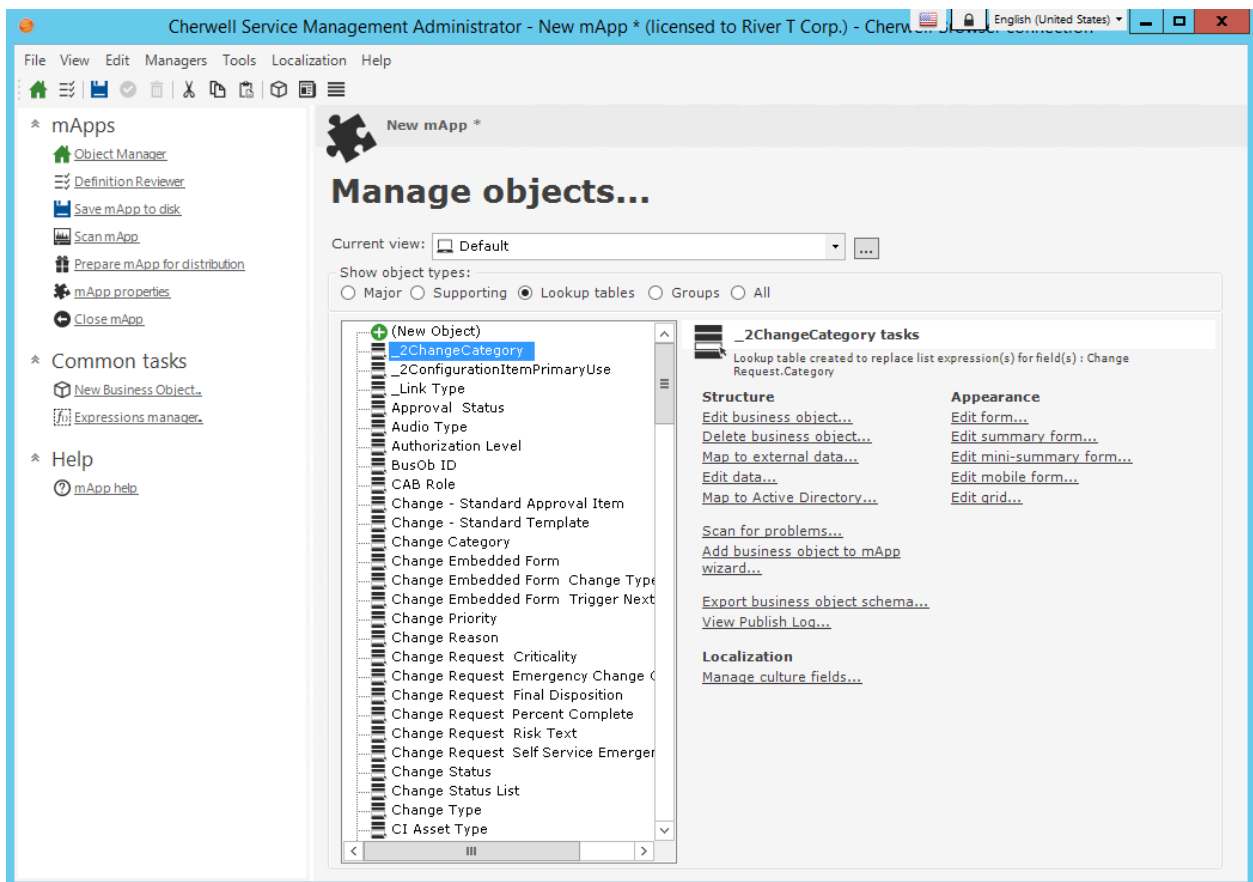 Cherwell Service Management Administrator - New mApp * (licensed to River T Corp.) - Cherwell Browser connection
English (United States)
File View Edit Managers Tools Localization Help
mApps
Object Manager
Definition Reviewer
Save mApp to disk
Scan mApp
Prepare mApp for distribution
mApp properties
Close mApp
Common tasks
New Business Object..
Expressions manager..
Help
mApp help
New mApp *
Manage objects...
Current view: Default ...
Show object types:
Major Supporting Lookup tables Groups All
(New Object)
_2ChangeCategory
_2ConfigurationItemPrimaryUse
_Link Type
Approval Status
Audio Type
Authorization Level
BusOb ID
CAB Role
Change - Standard Approval Item
Change - Standard Template
Change Category
Change Embedded Form
Change Embedded Form Change Type
Change Embedded Form Trigger Next
Change Priority
Change Reason
Change Request Criticality
Change Request Emergency Change
Change Request Final Disposition
Change Request Percent Complete
Change Request Risk Text
Change Request Self Service Emerger
Change Status
Change Status List
Change Type
CI Asset Type
_2ChangeCategory tasks
Lookup table created to replace list expression(s) for field(s) : Change
Request.Category
Structure
Edit business object...
Delete business object...
Map to external data...
Edit data...
Map to Active Directory...
Scan for problems...
Add business object to mApp
wizard...
Export business object schema...
View Publish Log...
Localization
Manage culture fields...
Appearance
Edit form...
Edit summary form...
Edit mini-summary form...
Edit mobile form...
Edit grid...